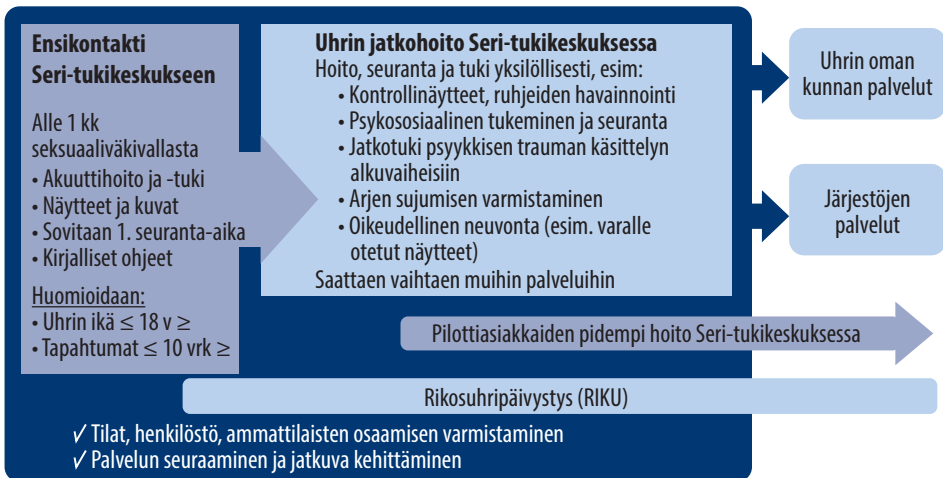 Ensikontakti
Seri-tukikeskukseen
Alle 1 kk
seksuaaliväkivallasta
• Akuuttihoito ja -tuki
• Näytteet ja kuvat
• Sovitaan 1. seuranta-aika
• Kirjalliset ohjeet
Huomioidaan:
• Uhrin ikä ≤ 18 v ≥
• Tapahtumat ≤ 10 vrk ≥
Uhrin jatkohoito Seri-tukikeskuksessa
Hoito, seuranta ja tuki yksilöllisesti, esim:
• Kontrollinäytteet, ruhjeiden havainnointi
• Psykososiaalinen tukeminen ja seuranta
• Jatkotuki psyykkisen trauman käsittelyn
alkuvaiheisiin
• Arjen sujumisen varmistaminen
• Oikeudellinen neuvonta (esim. varalle
otetut näytteet)
Saattaen vaihtaen muihin palveluihin
Uhrin oman
kunnan palvelut
Järjestöjen
palvelut
Pilottiasiakkaiden pidempi hoito Seri-tukikeskuksessa
Rikosuhripäivystys (RIKU)
✓ Tilat, henkilöstö, ammattilaisten osaamisen varmistaminen
✓ Palvelun seuraaminen ja jatkuva kehittäminen